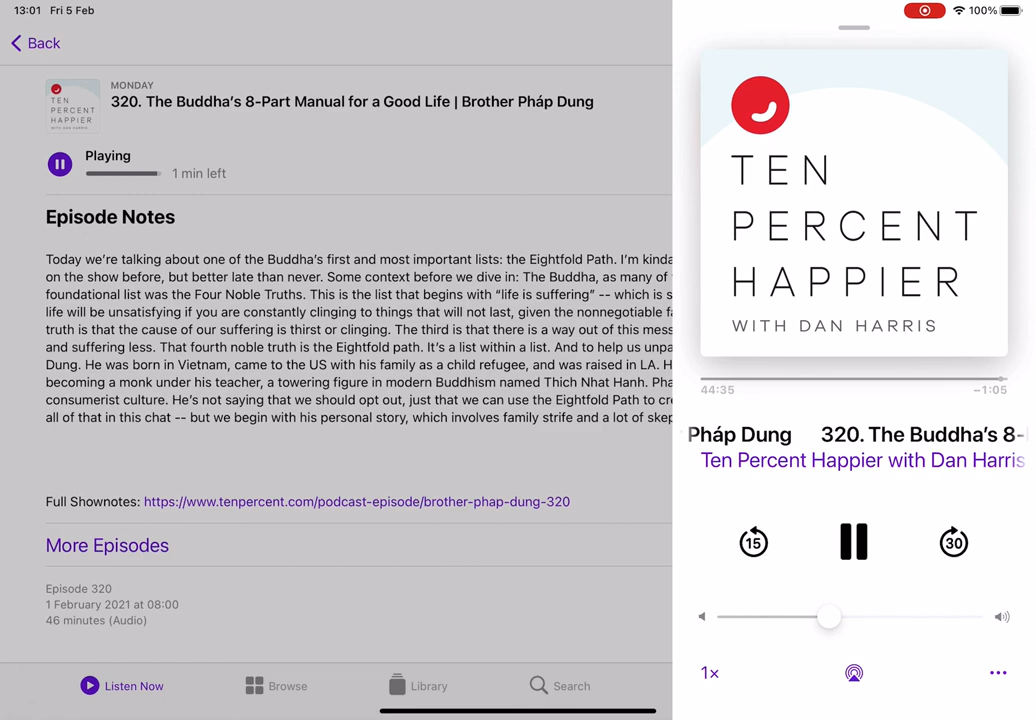 13:01 Fri 5 Feb
100%
Back
TEN
PERCENT
HAPPIER
WITH DAN HARRIS
MONDAY
320. The Buddha's 8-Part Manual for a Good Life | Brother Pháp Dung
Playing
1 min left
Episode Notes
Today we're talking about one of the Buddha's first and most important lists: the Eightfold Path. I'm kinda
on the show before, but better late than never. Some context before we dive in: The Buddha, as many of
foundational list was the Four Noble Truths. This is the list that begins with “life is suffering” -- which is s
life will be unsatisfying if you are constantly clinging to things that will not last, given the nonnegotiable fa
truth is that the cause of our suffering is thirst or clinging. The third is that there is a way out of this mess
and suffering less. That fourth noble truth is the Eightfold path. It's a list within a list. And to help us unpa
Dung. He was born in Vietnam, came to the US with his family as a child refugee, and was raised in LA. H
becoming a monk under his teacher, a towering figure in modern Buddhism named Thich Nhat Hanh. Pha
consumerist culture. He's not saying that we should opt out, just that we can use the Eightfold Path to cre
all of that in this chat -- but we begin with his personal story, which involves family strife and a lot of skep
Full Shownotes: https://www.tenpercent.com/podcast-episode/brother-phap-dung-320
More Episodes
Episode 320
1 February 2021 at 08:00
46 minutes (Audio)
Listen Now
Browse
Library
Search
TEN
PERCENT
HAPPIER
WITH DAN HARRIS
44:35
−1:05
Pháp Dung 320. The Buddha's 8-
Ten Percent Happier with Dan Harris
15
30
1×